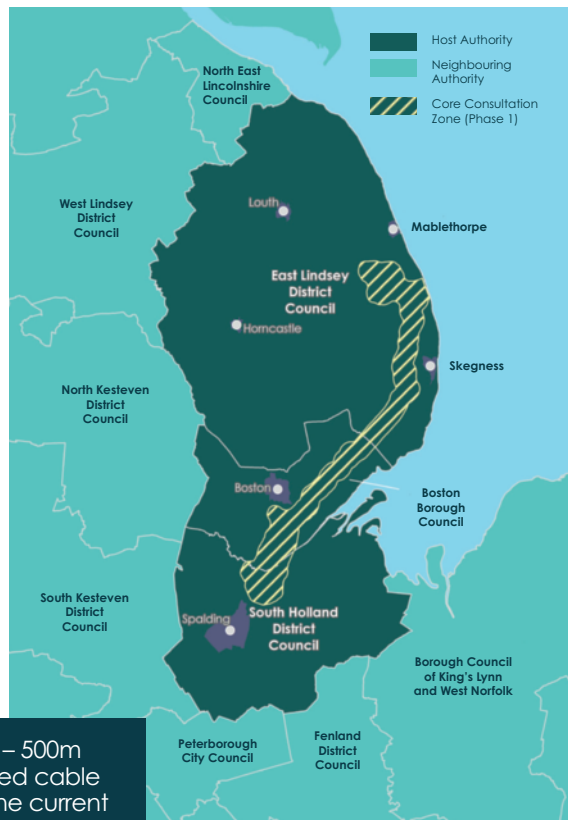 Host Authority
Neighbouring
Authority
Core Consultation
Zone (Phase 1)
North East
Lincolnshire
Council
West Lindsey
District
Council
Louth
Mablethorpe
East Lindsey
District
Council
Horncastle
Skegness
North Kesteven
District
Council
Boston
Boston
Borough
Council
South Kesteven
District
Council
Spalding
South Holland
District
Council
Borough Council
of King's Lynn
and West Norfolk
Peterborough
City Council
Fenland
District
Council
– 500m
ed cable
ne current